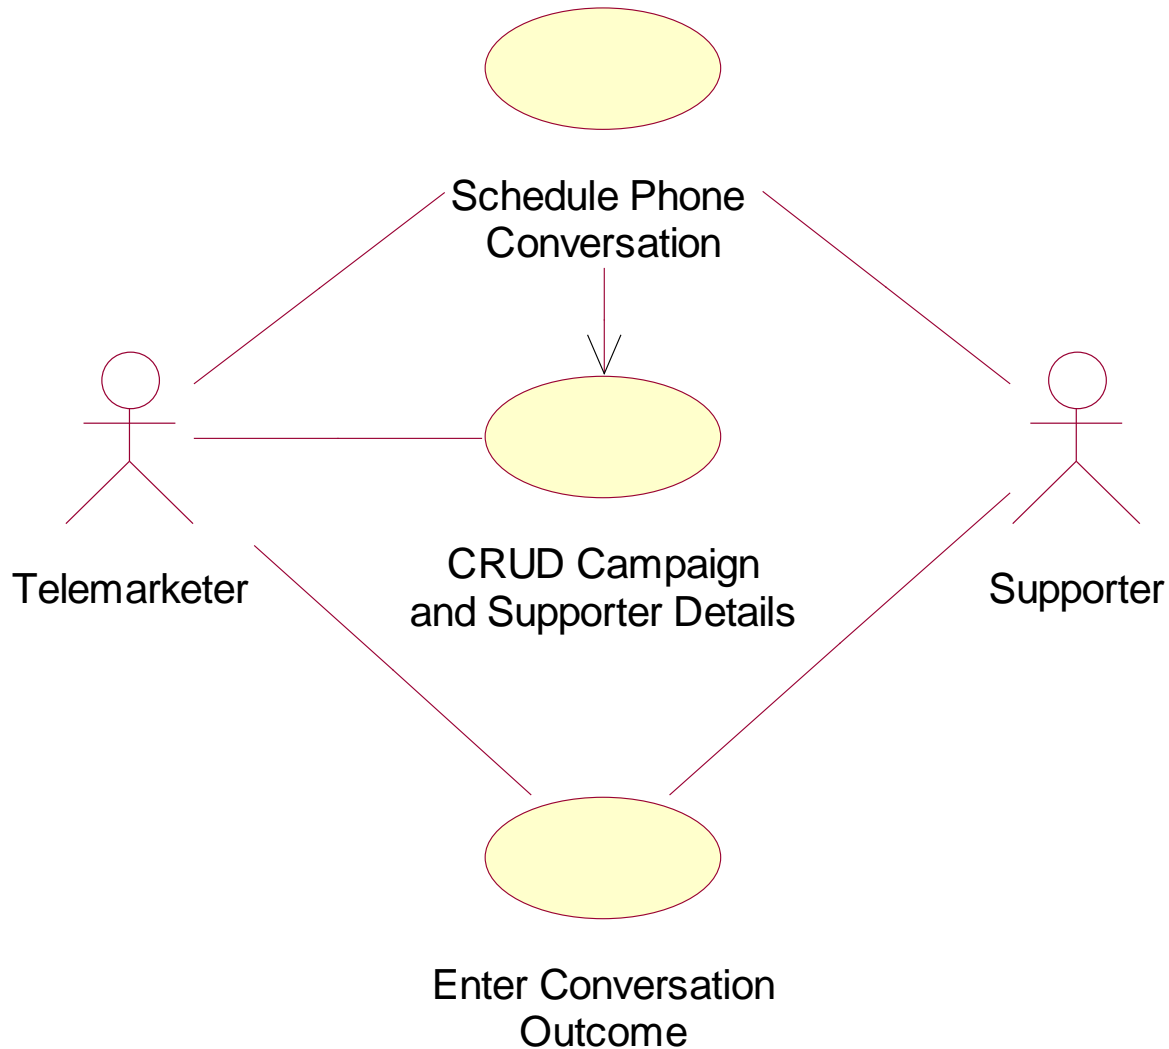 Schedule Phone
Conversation
Telemarketer
CRUD Campaign
and Supporter Details
Supporter
Enter Conversation
Outcome